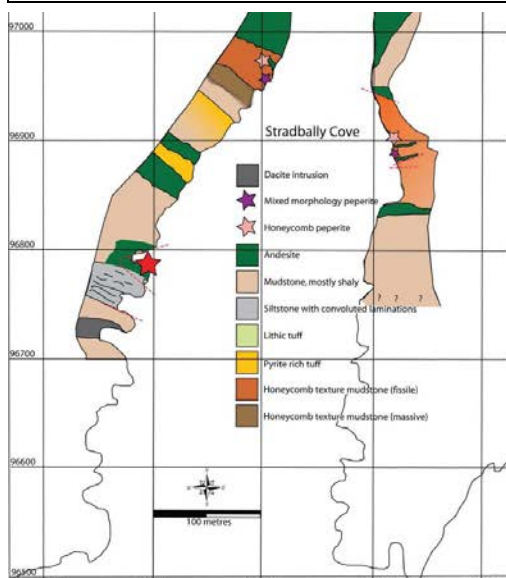 97000
Stradbally Cove
96900
Dacite intrusion
Mixed morphology peperite
Honeycomb peperite
Andesite
96800
Mudstone, mostly shaly
? ? ?
Siltstone with convoluted laminations
Lithic tuff
96700
Pyrite rich tuff
Honeycomb texture mudstone (fissile)
Honeycomb texture mudstone (massive)
96600
100 metres
96500